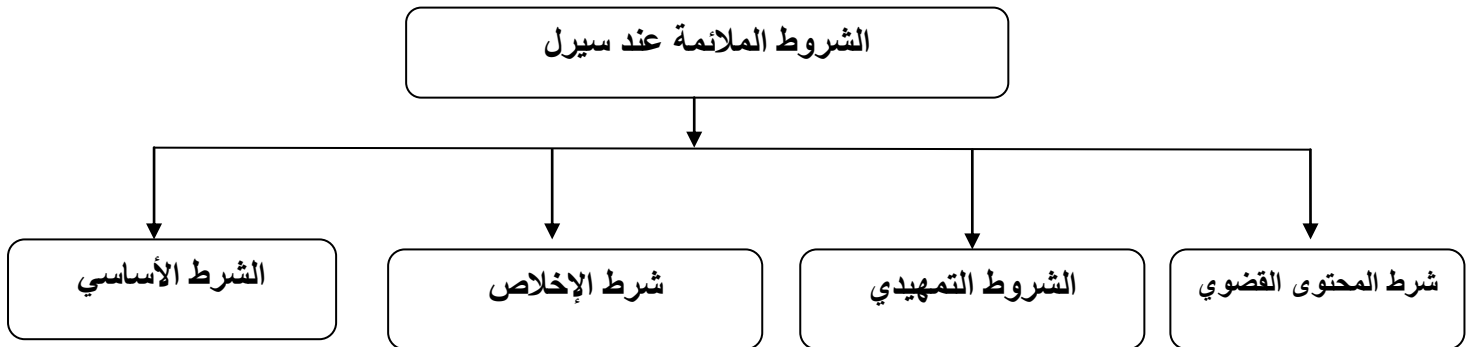 الشروط الملائمة عند سيرل
شرط المحتوى القضوي
الشروط التمهيدي
شرط الإخلاص
الشرط الأساسي